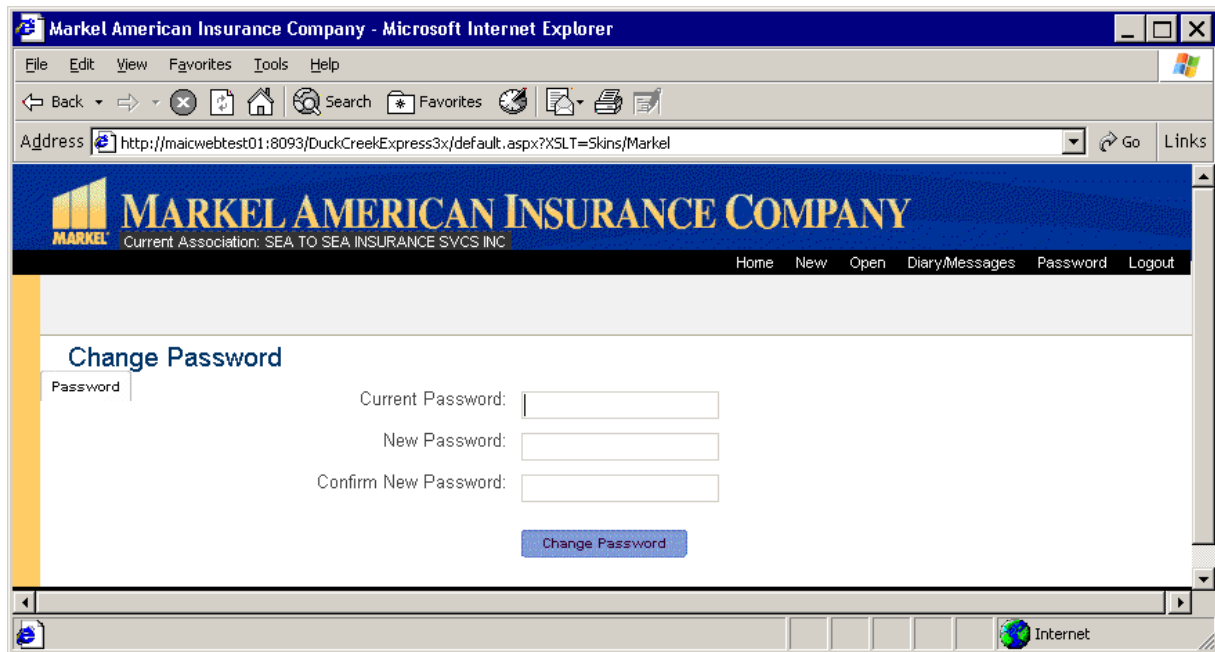 Markel American Insurance Company - Microsoft Internet Explorer
File Edit View Favorites Tools Help
Back Search Favorites
Address http://maicwebtest01:8093/DuckCreekExpress3x/default.aspx?XSLT=Skins/Markel Go Links
MARKEL AMERICAN INSURANCE COMPANY
MARKEL Current Association: SEA TO SEA INSURANCE SVCS INC
Home New Open Diary/Messages Password Logout
Change Password
Password
Current Password:
New Password:
Confirm New Password:
Change Password
Internet